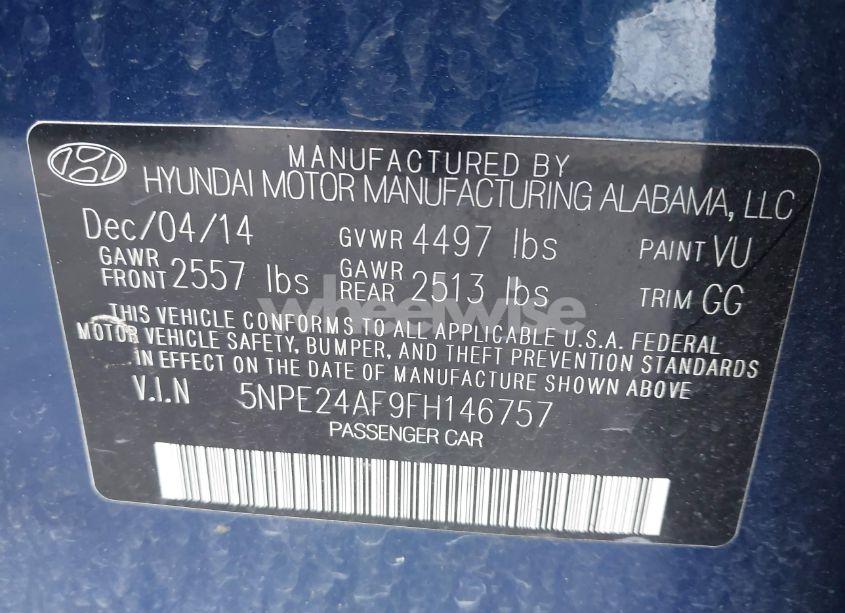 MANUFACTURED BY
HYUNDAI MOTOR MANUFACTURING ALABAMA, LLC
Dec/04/14 GVWR 4497 lbs PAINT VU
GAWR FRONT 2557 lbs GAWR REAR 2513 lbs TRIM GG
wheelwise
THIS VEHICLE CONFORMS TO ALL APPLICABLE U.S.A. FEDERAL
MOTOR VEHICLE SAFETY, BUMPER, AND THEFT PREVENTION STANDARDS
IN EFFECT ON THE DATE OF MANUFACTURE SHOWN ABOVE
V.I.N 5NPE24AF9FH146757
PASSENGER CAR